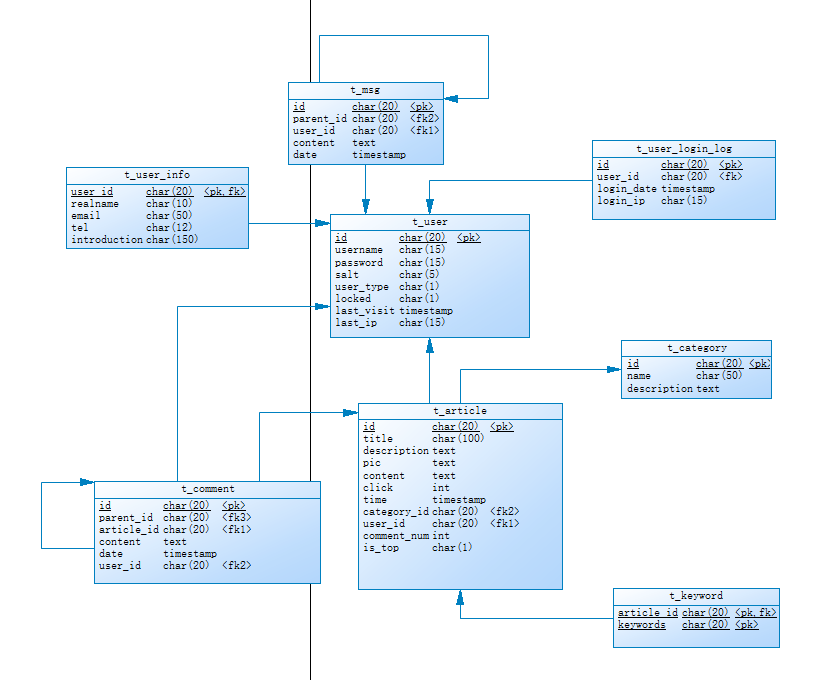 t_msg
id char(20) <pk>
parent_id char(20) <fk2>
user_id char(20) <fk1>
content text
date timestamp
t_user_login_log
id char(20) <pk>
user_id char(20) <fk>
login_date timestamp
login_ip char(15)
t_user_info
user_id char(20) <pk,fk>
realname char(10)
email char(50)
tel char(12)
introduction char(150)
t_user
id char(20) <pk>
username char(15)
password char(15)
salt char(5)
user_type char(1)
locked char(1)
last_visit timestamp
last_ip char(15)
t_category
id char(20) <pk>
name char(50)
description text
t_article
id char(20) <pk>
title char(100)
description text
pic text
content text
click int
time timestamp
category_id char(20) <fk2>
user_id char(20) <fk1>
comment_num int
is_top char(1)
t_comment
id char(20) <pk>
parent_id char(20) <fk3>
article_id char(20) <fk1>
content text
date timestamp
user_id char(20) <fk2>
t_keyword
article_id char(20) <pk,fk>
keywords char(20) <pk>